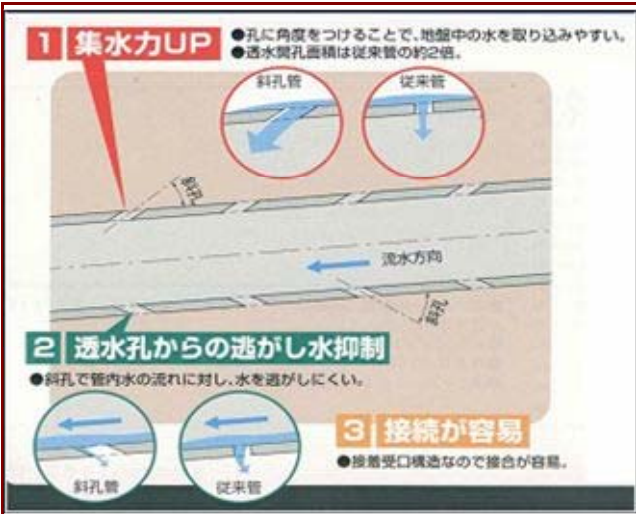 1 集水力UP
●孔に角度をつけることで、地盤中の水を取り込みやすい。
●透水開孔面積は従来管の約2倍。
斜孔管
従来管
斜孔
流水方向
斜孔
2 透水孔からの逃がし水抑制
●斜孔で管内水の流れに対し、水を逃がしにくい。
斜孔管
従来管
3 接続が容易
●接着受口構造なので接合が容易。